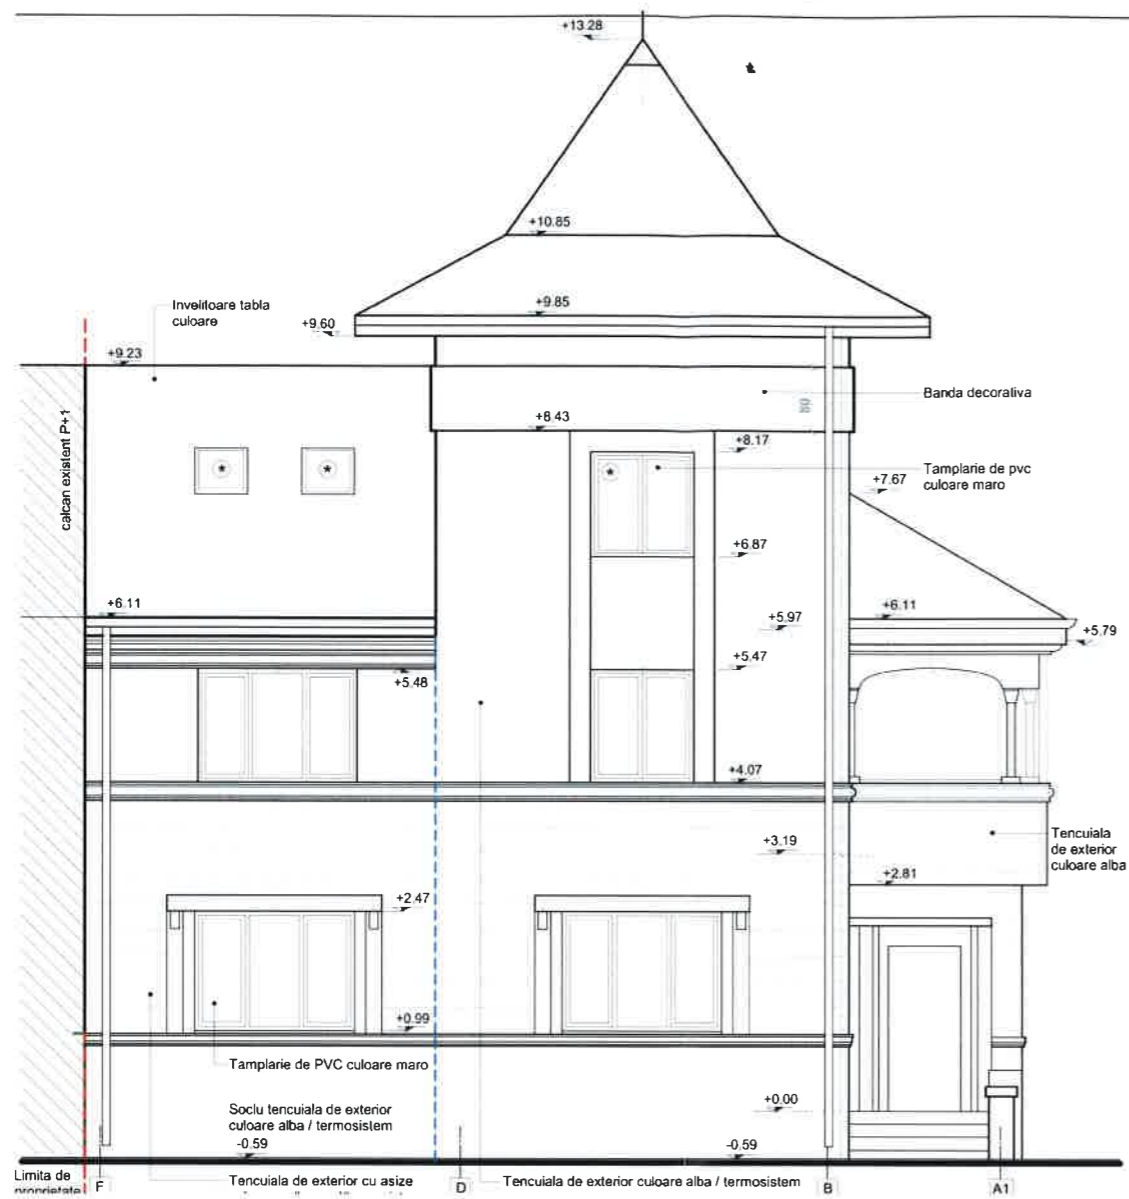 +13.28
+10.85
Invelitoare tabla
culoare
+9.85
+9.60
+9.23
Banda decorativa
80
+8.43
+8.17
calcan existent P+1
Tamplarie de pvc
culoare maro
+7.67
+6.87
+6.11
+5.97
+6.11
+5.79
+5.47
+5.48
+4.07
+3.19
Tencuiala
de exterior
culoare alba
+2.81
+2.47
+0.99
Tamplarie de PVC culoare maro
Soclu tencuiala de exterior
culoare alba / termosistem
+0.00
-0.59
-0.59
Limita de
proprietate
F
Tencuiala de exterior cu asize
D
Tencuiala de exterior culoare alba / termosistem
B
A1